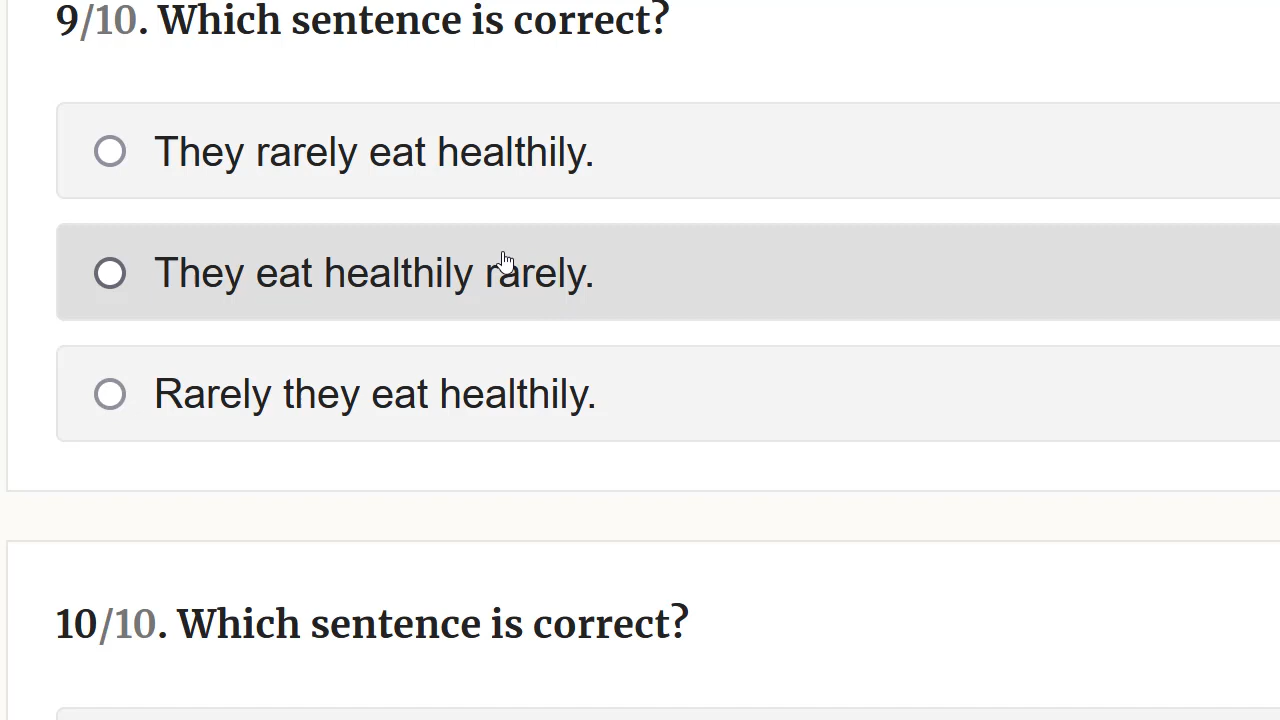 9/10. Which sentence is correct?
They rarely eat healthily.
They eat healthily rarely.
Rarely they eat healthily.
10/10. Which sentence is correct?